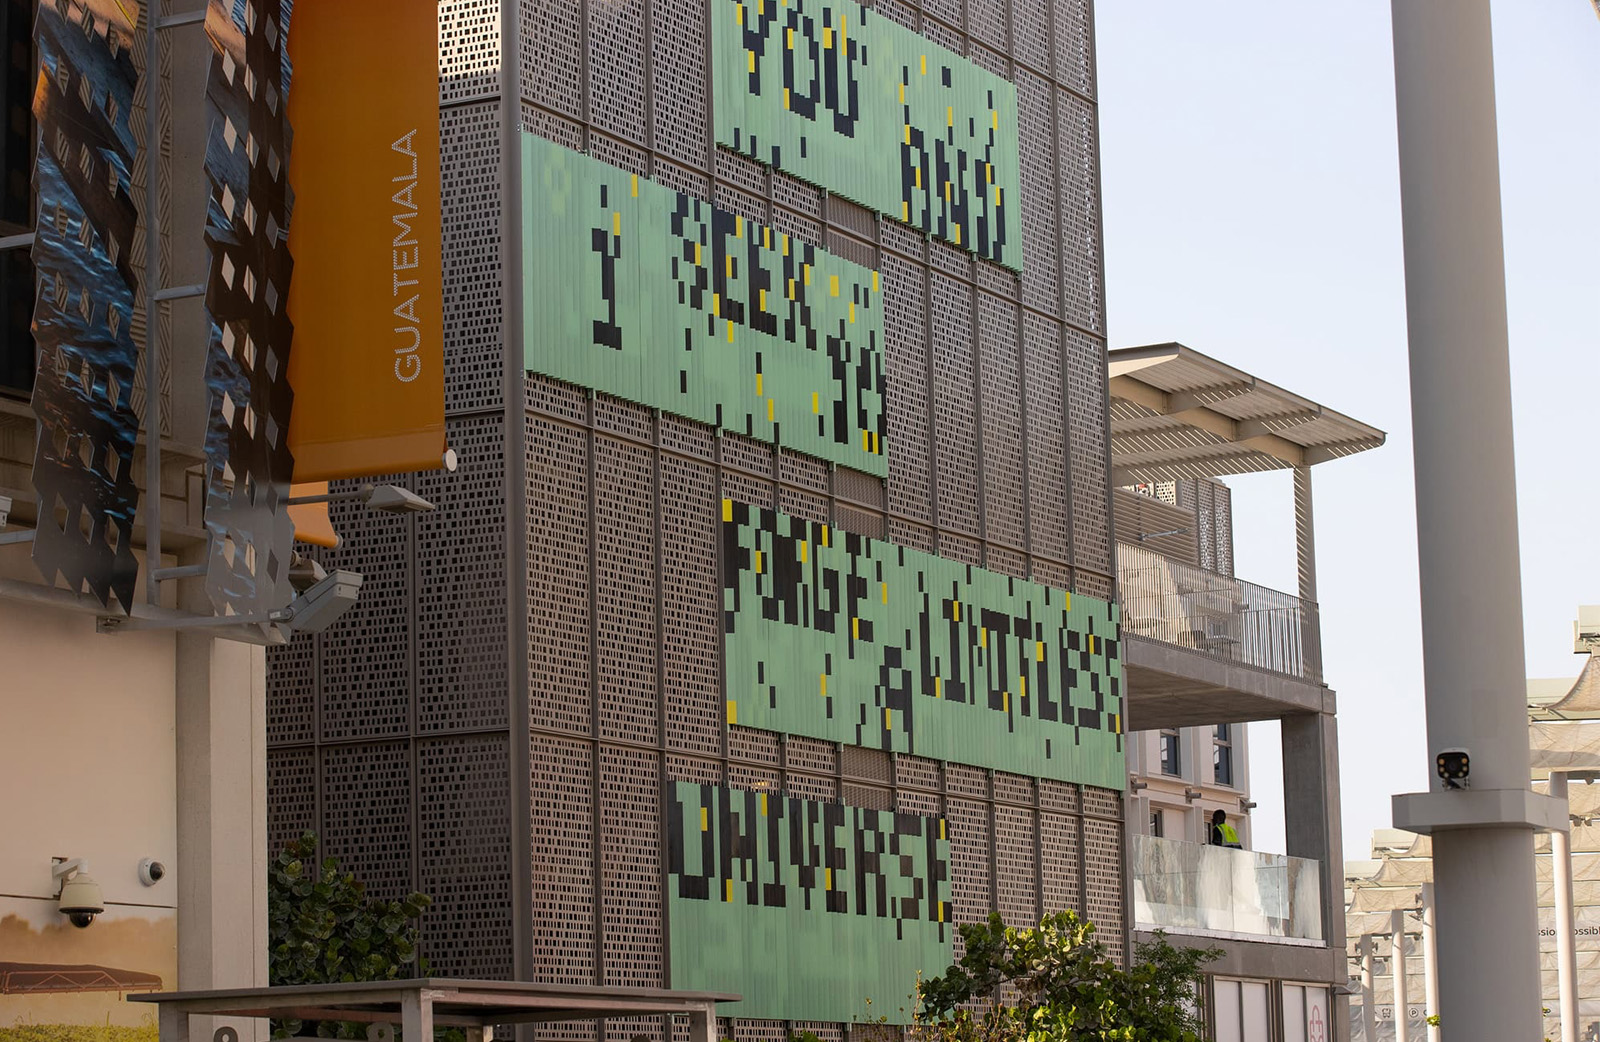 YOU
AND
I SEEK
TO
FORGE
A LIMITLESS
UNIVERSE
GUATEMALA